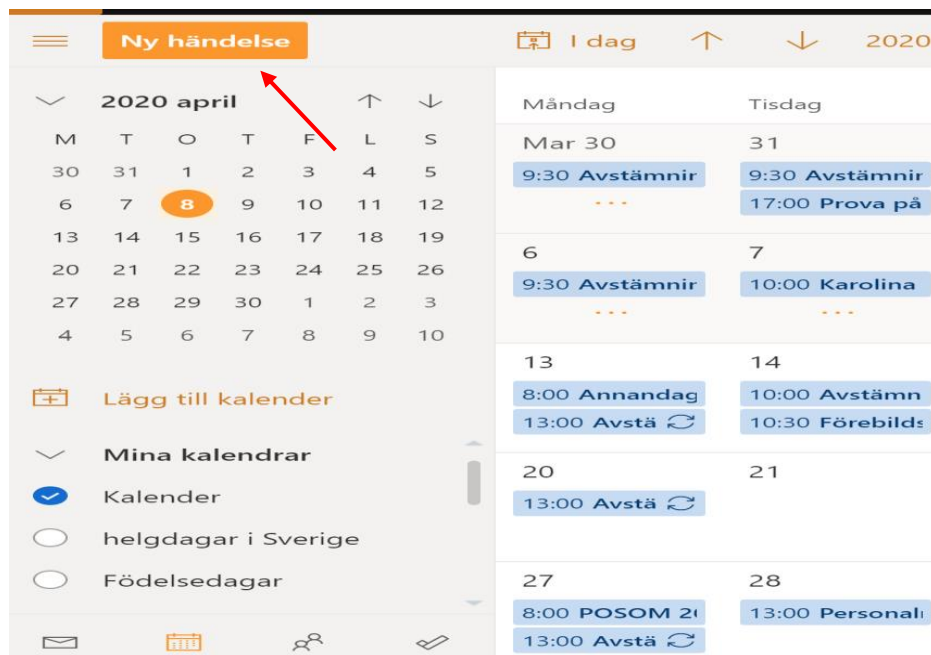 Ny händelse
2020 april
M T O T F L S
30 31 1 2 3 4 5
6 7 8 9 10 11 12
13 14 15 16 17 18 19
20 21 22 23 24 25 26
27 28 29 30 1 2 3
4 5 6 7 8 9 10
Lägg till kalender
Mina kalendrar
Kalender
helgdagar i Sverige
Födelsedagar
I dag 2020
Måndag Tisdag
Mar 30 31
9:30 Avstämnir 9:30 Avstämnir
17:00 Prova på
6 7
9:30 Avstämnir 10:00 Karolina
13 14
8:00 Annandag 10:00 Avstämn
13:00 Avstä 10:30 Förebilds
20 21
13:00 Avstä
27 28
8:00 POSOM 2( 13:00 Personalı
13:00 Avstä